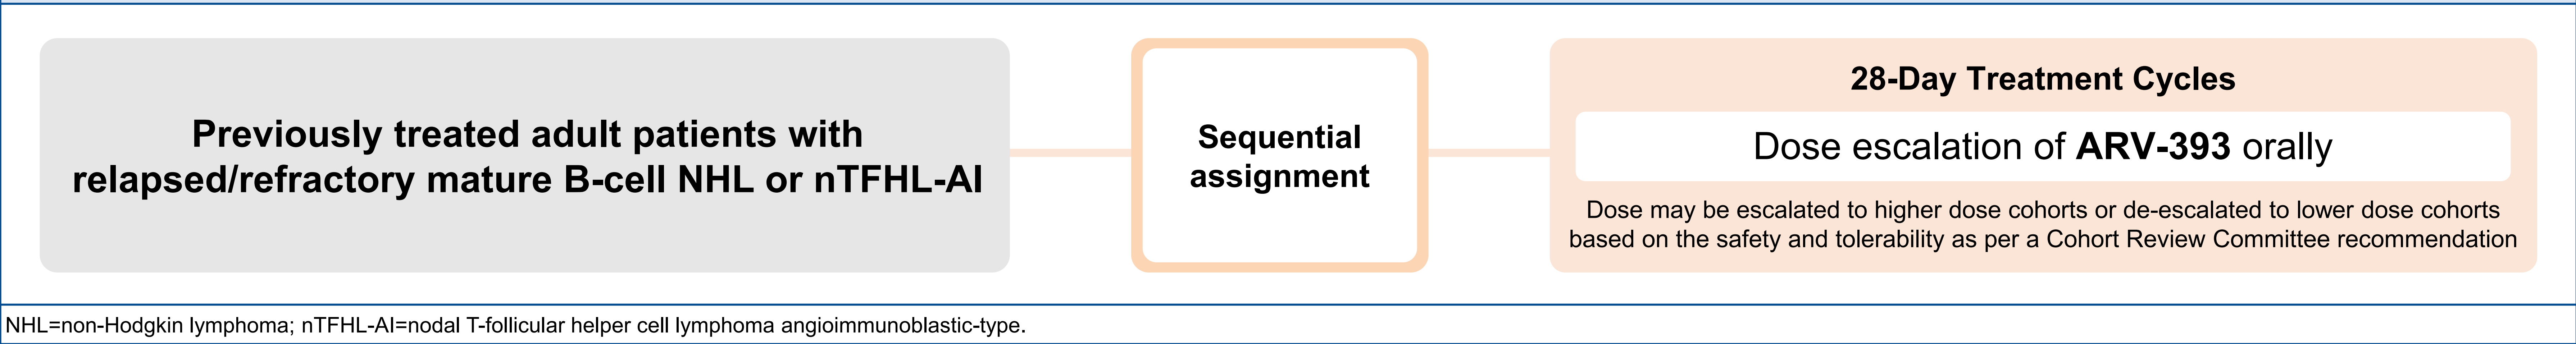 Previously treated adult patients with
relapsed/refractory mature B-cell NHL or nTFHL-AI
Sequential
assignment
28-Day Treatment Cycles
Dose escalation of ARV-393 orally
Dose may be escalated to higher dose cohorts or de-escalated to lower dose cohorts
based on the safety and tolerability as per a Cohort Review Committee recommendation
NHL=non-Hodgkin lymphoma; nTFHL-AI=nodal T-follicular helper cell lymphoma angioimmunoblastic-type.